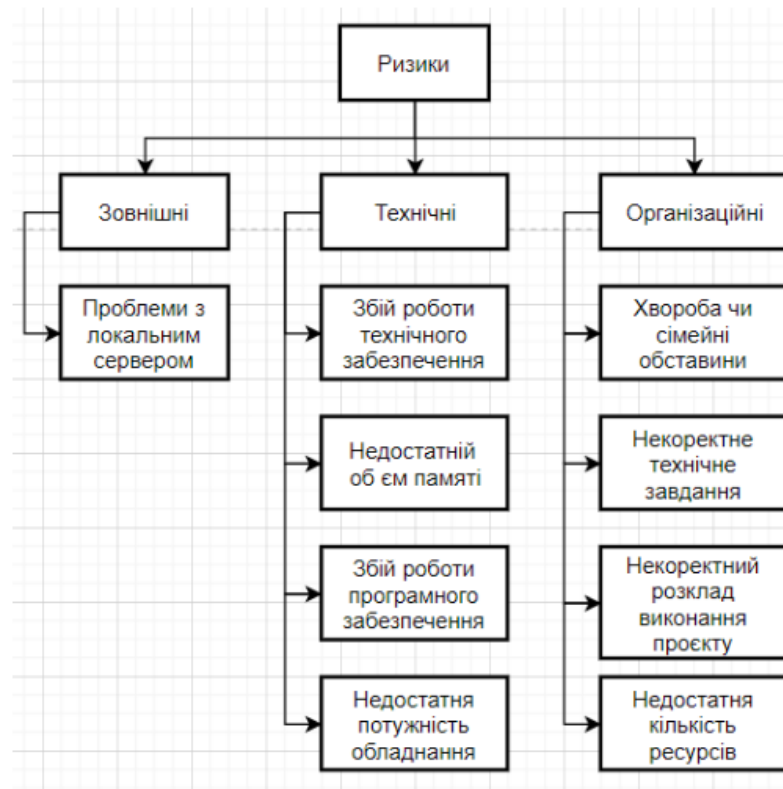 Ризики
Зовнішні
Технічні
Організаційні
Проблеми з
локальним
сервером
Збій роботи
технічного
забезпечення
Хвороба чи
сімейні
обставини
Недостатній
об єм памяті
Некоректне
технічне
завдання
Збій роботи
програмного
забезпечення
Некоректний
розклад
виконання
проєкту
Недостатня
потужність
обладнання
Недостатня
кількість
ресурсів